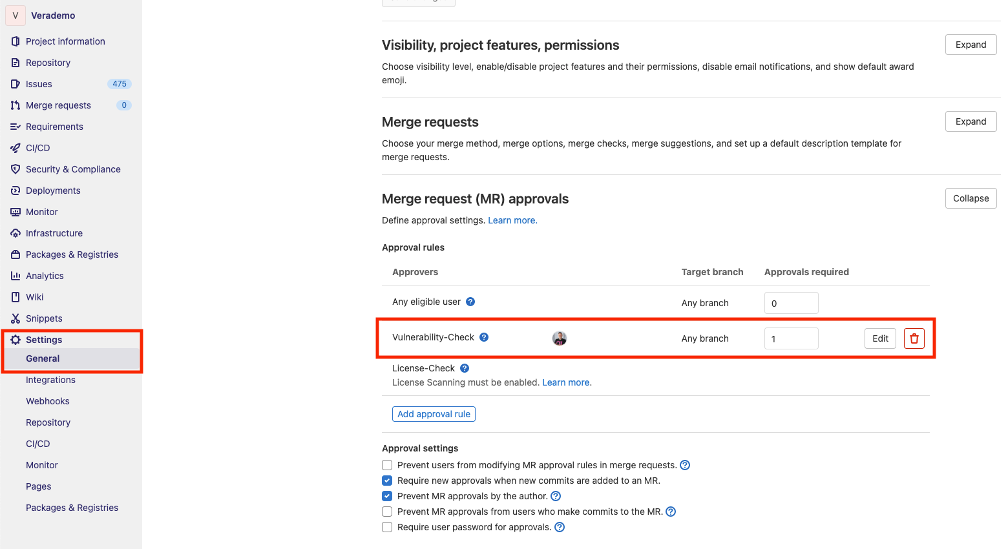 V Verademo
Project information
Repository
Issues 475
Merge requests 0
Requirements
CI/CD
Security & Compliance
Deployments
Monitor
Infrastructure
Packages & Registries
Analytics
Wiki
Snippets
Settings
General
Integrations
Webhooks
Repository
CI/CD
Monitor
Pages
Packages & Registries
Visibility, project features, permissions
Expand
Choose visibility level, enable/disable project features and their permissions, disable email notifications, and show default award
emoji.
Merge requests
Expand
Choose your merge method, merge options, merge checks, merge suggestions, and set up a default description template for
merge requests.
Merge request (MR) approvals
Collapse
Define approval settings. Learn more.
Approval rules
Approvers Target branch Approvals required
Any eligible user ? Any branch 0
Vulnerability-Check ? Any branch 1 Edit
License-Check ?
License Scanning must be enabled. Learn more.
Add approval rule
Approval settings
Prevent users from modifying MR approval rules in merge requests. ?
Require new approvals when new commits are added to an MR.
Prevent MR approvals by the author. ?
Prevent MR approvals from users who make commits to the MR. ?
Require user password for approvals. ?